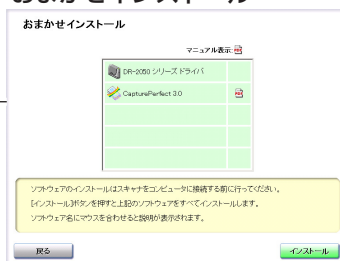 おまかせインストール
おまかせインストール
マニュアル表示:
DR-2050 シリーズ ドライバ
CapturePerfect 3.0
ソフトウェアのインストールはスキャナをコンピュータに接続する前に行ってください。
[インストール]ボタンを押すと上記のソフトウェアをすべてインストールします。
ソフトウェア名にマウスを合わせると説明が表示されます。
戻る
インストール